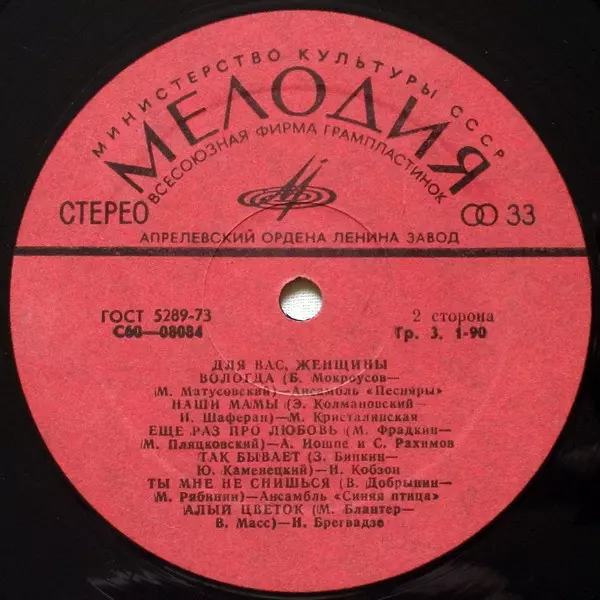 МИНИСТЕРСТВО КУЛЬТУРЫ СССР
МЕЛОДИЯ
ВСЕСОЮЗНАЯ ФИРМА ГРАМПЛАСТИНОК
СТЕРЕО 33
АПРЕЛЕВСКИЙ ОРДЕНА ЛЕНИНА ЗАВОД
ГОСТ 5289-73 2 сторона
С60—08084 Гр. 3. 1-90
ДЛЯ ВАС, ЖЕНЩИНЫ
ВОЛОГДА (Б. Мокроусов—
М. Матусовский)—Ансамбль «Песняры»
НАШИ МАМЫ (Э. Колмановский—
И. Шаферан)—М. Кристалинская
ЕЩЕ РАЗ ПРО ЛЮБОВЬ (М. Фрадкин—
М. Пляцковский)—А. Иошпе и С. Рахимов
ТАК БЫВАЕТ (З. Бинкин—
Ю. Каменецкий)—И. Кобзон
ТЫ МНЕ НЕ СНИШЬСЯ (В. Добрынин—
М. Рябинин)—Ансамбль «Синяя птица»
АЛЫЙ ЦВЕТОК (М. Блантер—
В. Масс)—Н. Брегвадзе